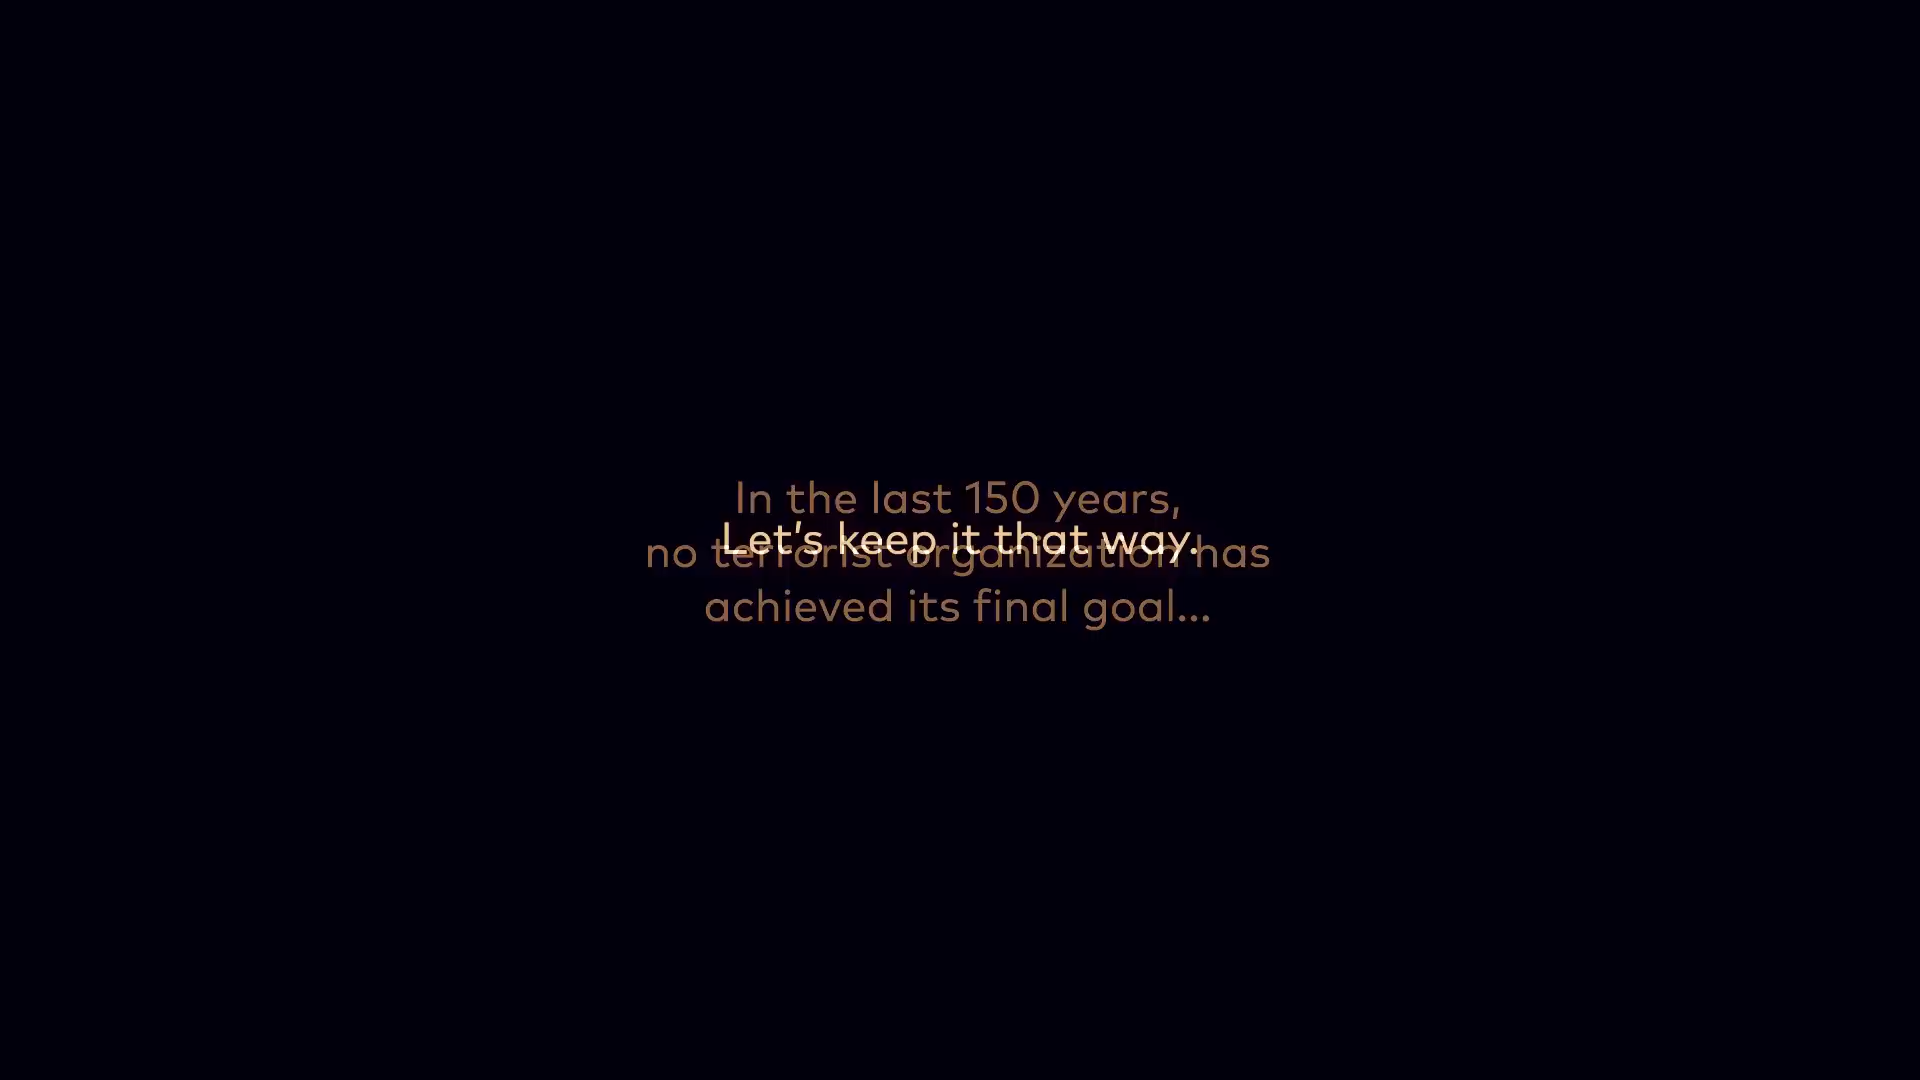 In the last 150 years,
Let's keep it that way.
no terrorist organization has
achieved its final goal...